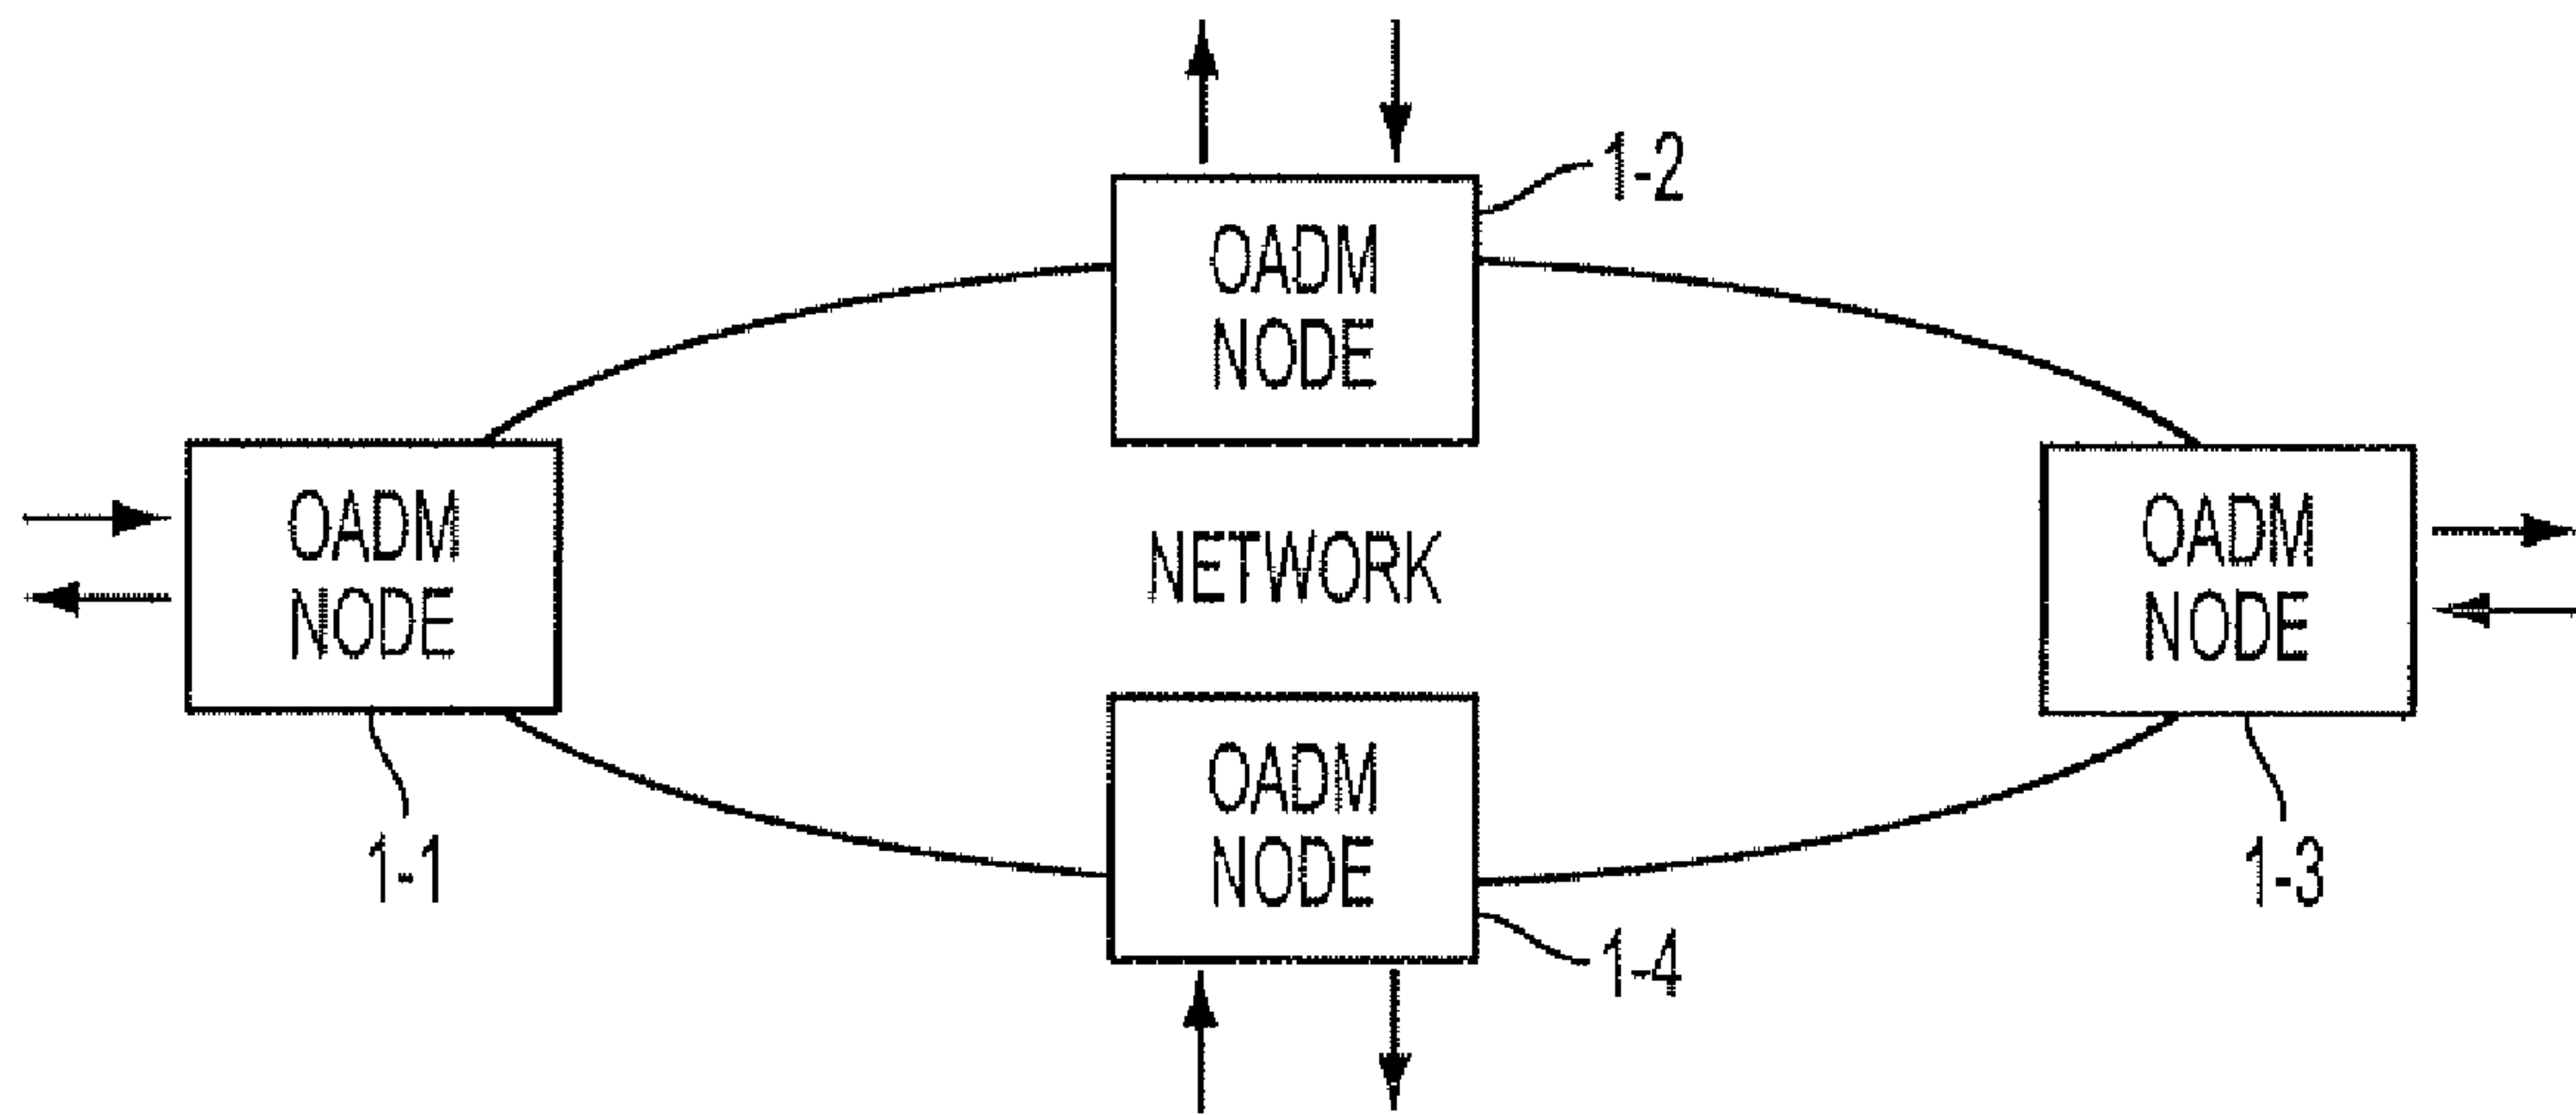 1-2
OADM
NODE
OADM
NODE
1-1
NETWORK
OADM
NODE
1-3
OADM
NODE
1-4